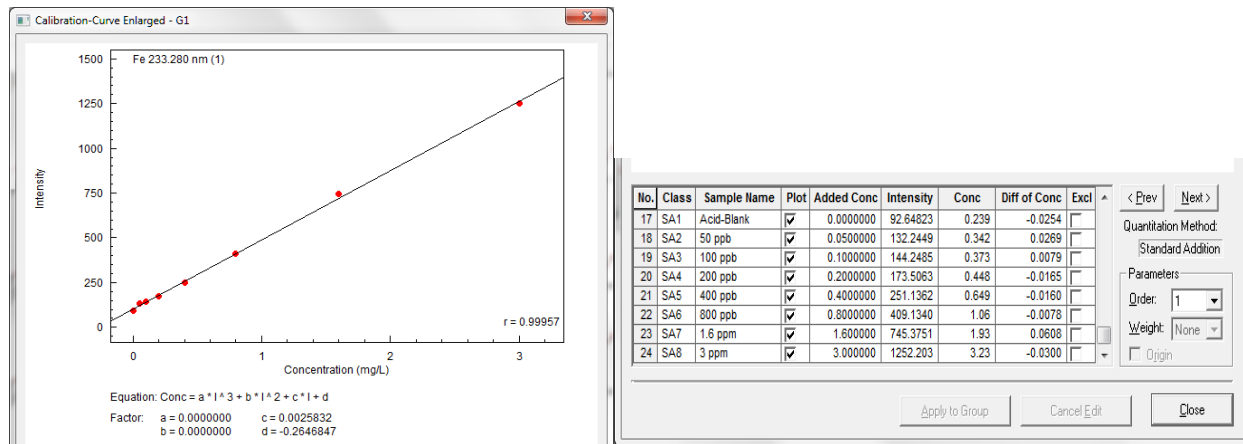 Calibration-Curve Enlarged - G1
Fe 233.280 nm (1)
1500
1250
1000
750
500
250
0
Intensity
r = 0.99957
0 1 2 3
Concentration (mg/L)
Equation: Conc = a * I ^ 3 + b * I ^ 2 + c * I + d
Factor: a = 0.0000000 c = 0.0025832
b = 0.0000000 d = -0.2646847
No. Class Sample Name Plot Added Conc Intensity Conc Diff of Conc Excl
17 SA1 Acid-Blank 0.0000000 92.64823 0.239 -0.0254
18 SA2 50 ppb 0.0500000 132.2449 0.342 0.0269
19 SA3 100 ppb 0.1000000 144.2485 0.373 0.0079
20 SA4 200 ppb 0.2000000 173.5063 0.448 -0.0165
21 SA5 400 ppb 0.4000000 251.1362 0.649 -0.0160
22 SA6 800 ppb 0.8000000 409.1340 1.06 -0.0078
23 SA7 1.6 ppm 1.600000 745.3751 1.93 0.0608
24 SA8 3 ppm 3.000000 1252.203 3.23 -0.0300
< Prev Next >
Quantitation Method:
Standard Addition
Parameters
Order: 1
Weight: None
Origin
Apply to Group Cancel Edit Close